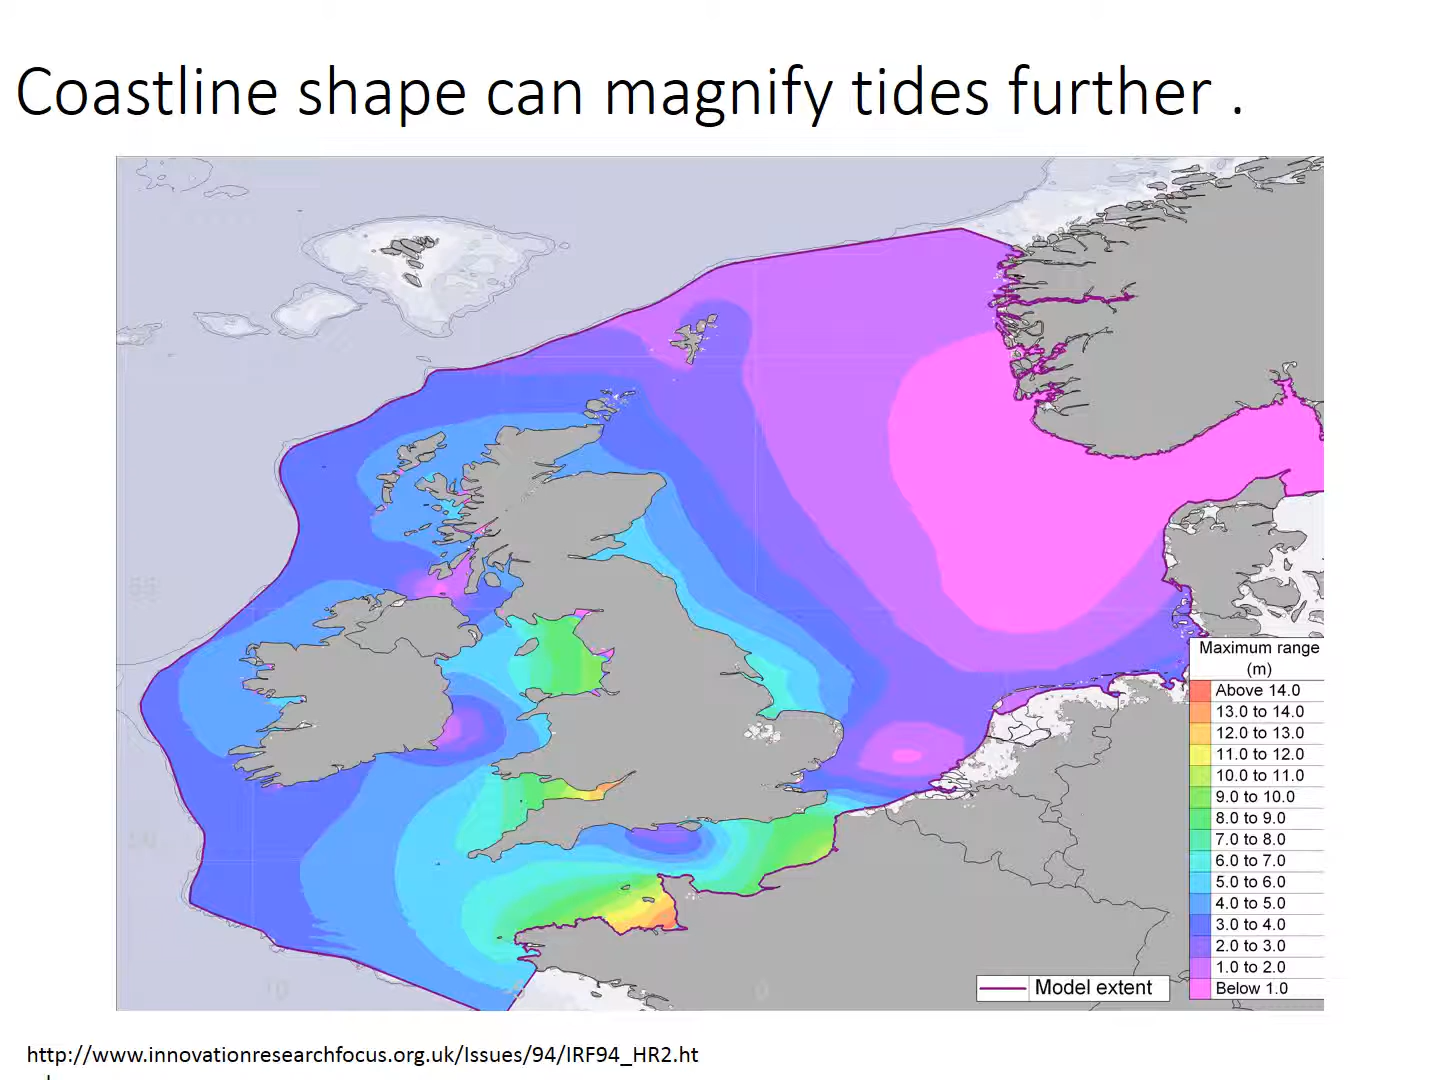 Coastline shape can magnify tides further .
Maximum range
(m)
Above 14.0
13.0 to 14.0
12.0 to 13.0
11.0 to 12.0
10.0 to 11.0
9.0 to 10.0
8.0 to 9.0
7.0 to 8.0
6.0 to 7.0
5.0 to 6.0
4.0 to 5.0
3.0 to 4.0
2.0 to 3.0
1.0 to 2.0
Below 1.0
Model extent
10
0
http://www.innovationresearchfocus.org.uk/Issues/94/IRF94_HR2.ht